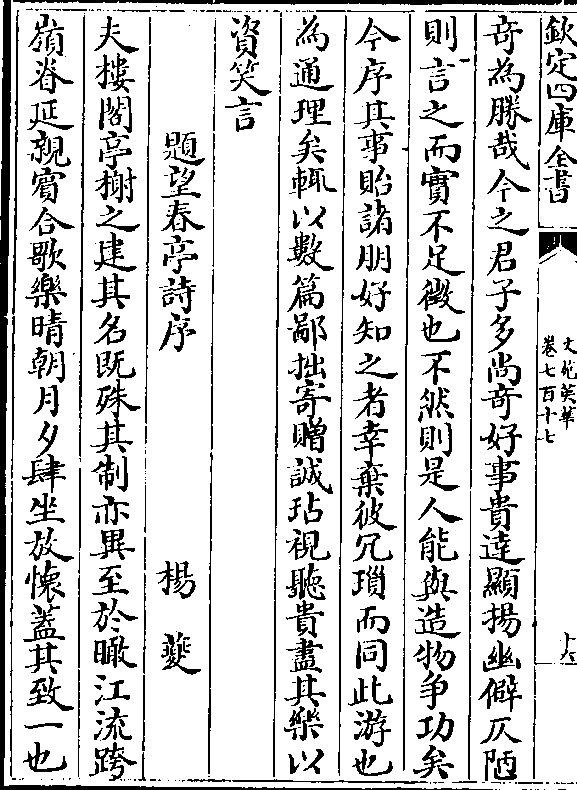 欽定四庫全書
文苑英華
卷七百十七
奇為勝哉今之君子多尚奇好事貴達顯揚幽僻仄陋
則言之而實不足徵也不然則是人能與造物争功矣
今序其事貽諸朋好知之者幸棄彼冗瑣而同此游也
為通理矣輒以數篇鄙拙寄贈誠玷視聽貴盡其樂以
資笑言
題望春亭詩序
楊夔
夫樓閣亭榭之建其名既殊其制亦異至於瞰江流跨
嶺脊延親賓合歌樂晴朝月夕肆坐放懷蓋其致一也